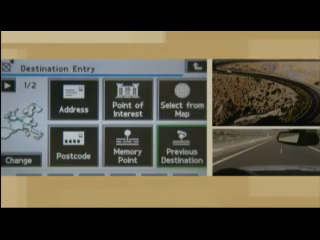 Destination Entry
1/2
Address
Point of
Interest
Select from
Map
Change
Postcode
Memory
Point
Previous
Destination